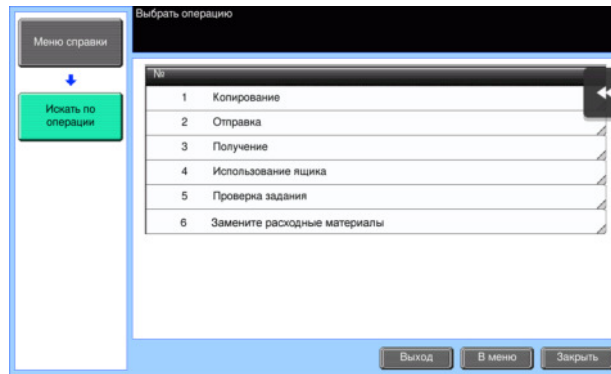 Выбрать операцию
Меню справки
Искать по
операции
№
1 Копирование
2 Отправка
3 Получение
4 Использование ящика
5 Проверка задания
6 Замените расходные материалы
Выход
В меню
Закрыть